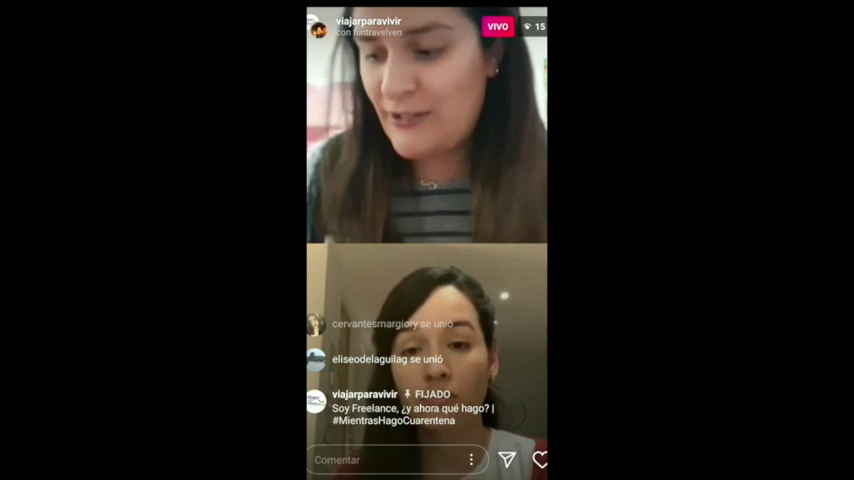 viajarparavivir
con funtravelven
VIVO
15
cervantesmargiory se unió
eliseodelaguilag se unió
viajarparavivir FIJADO
Soy Freelance, ¿y ahora qué hago? |
#MientrasHagoCuarentena
Comentar